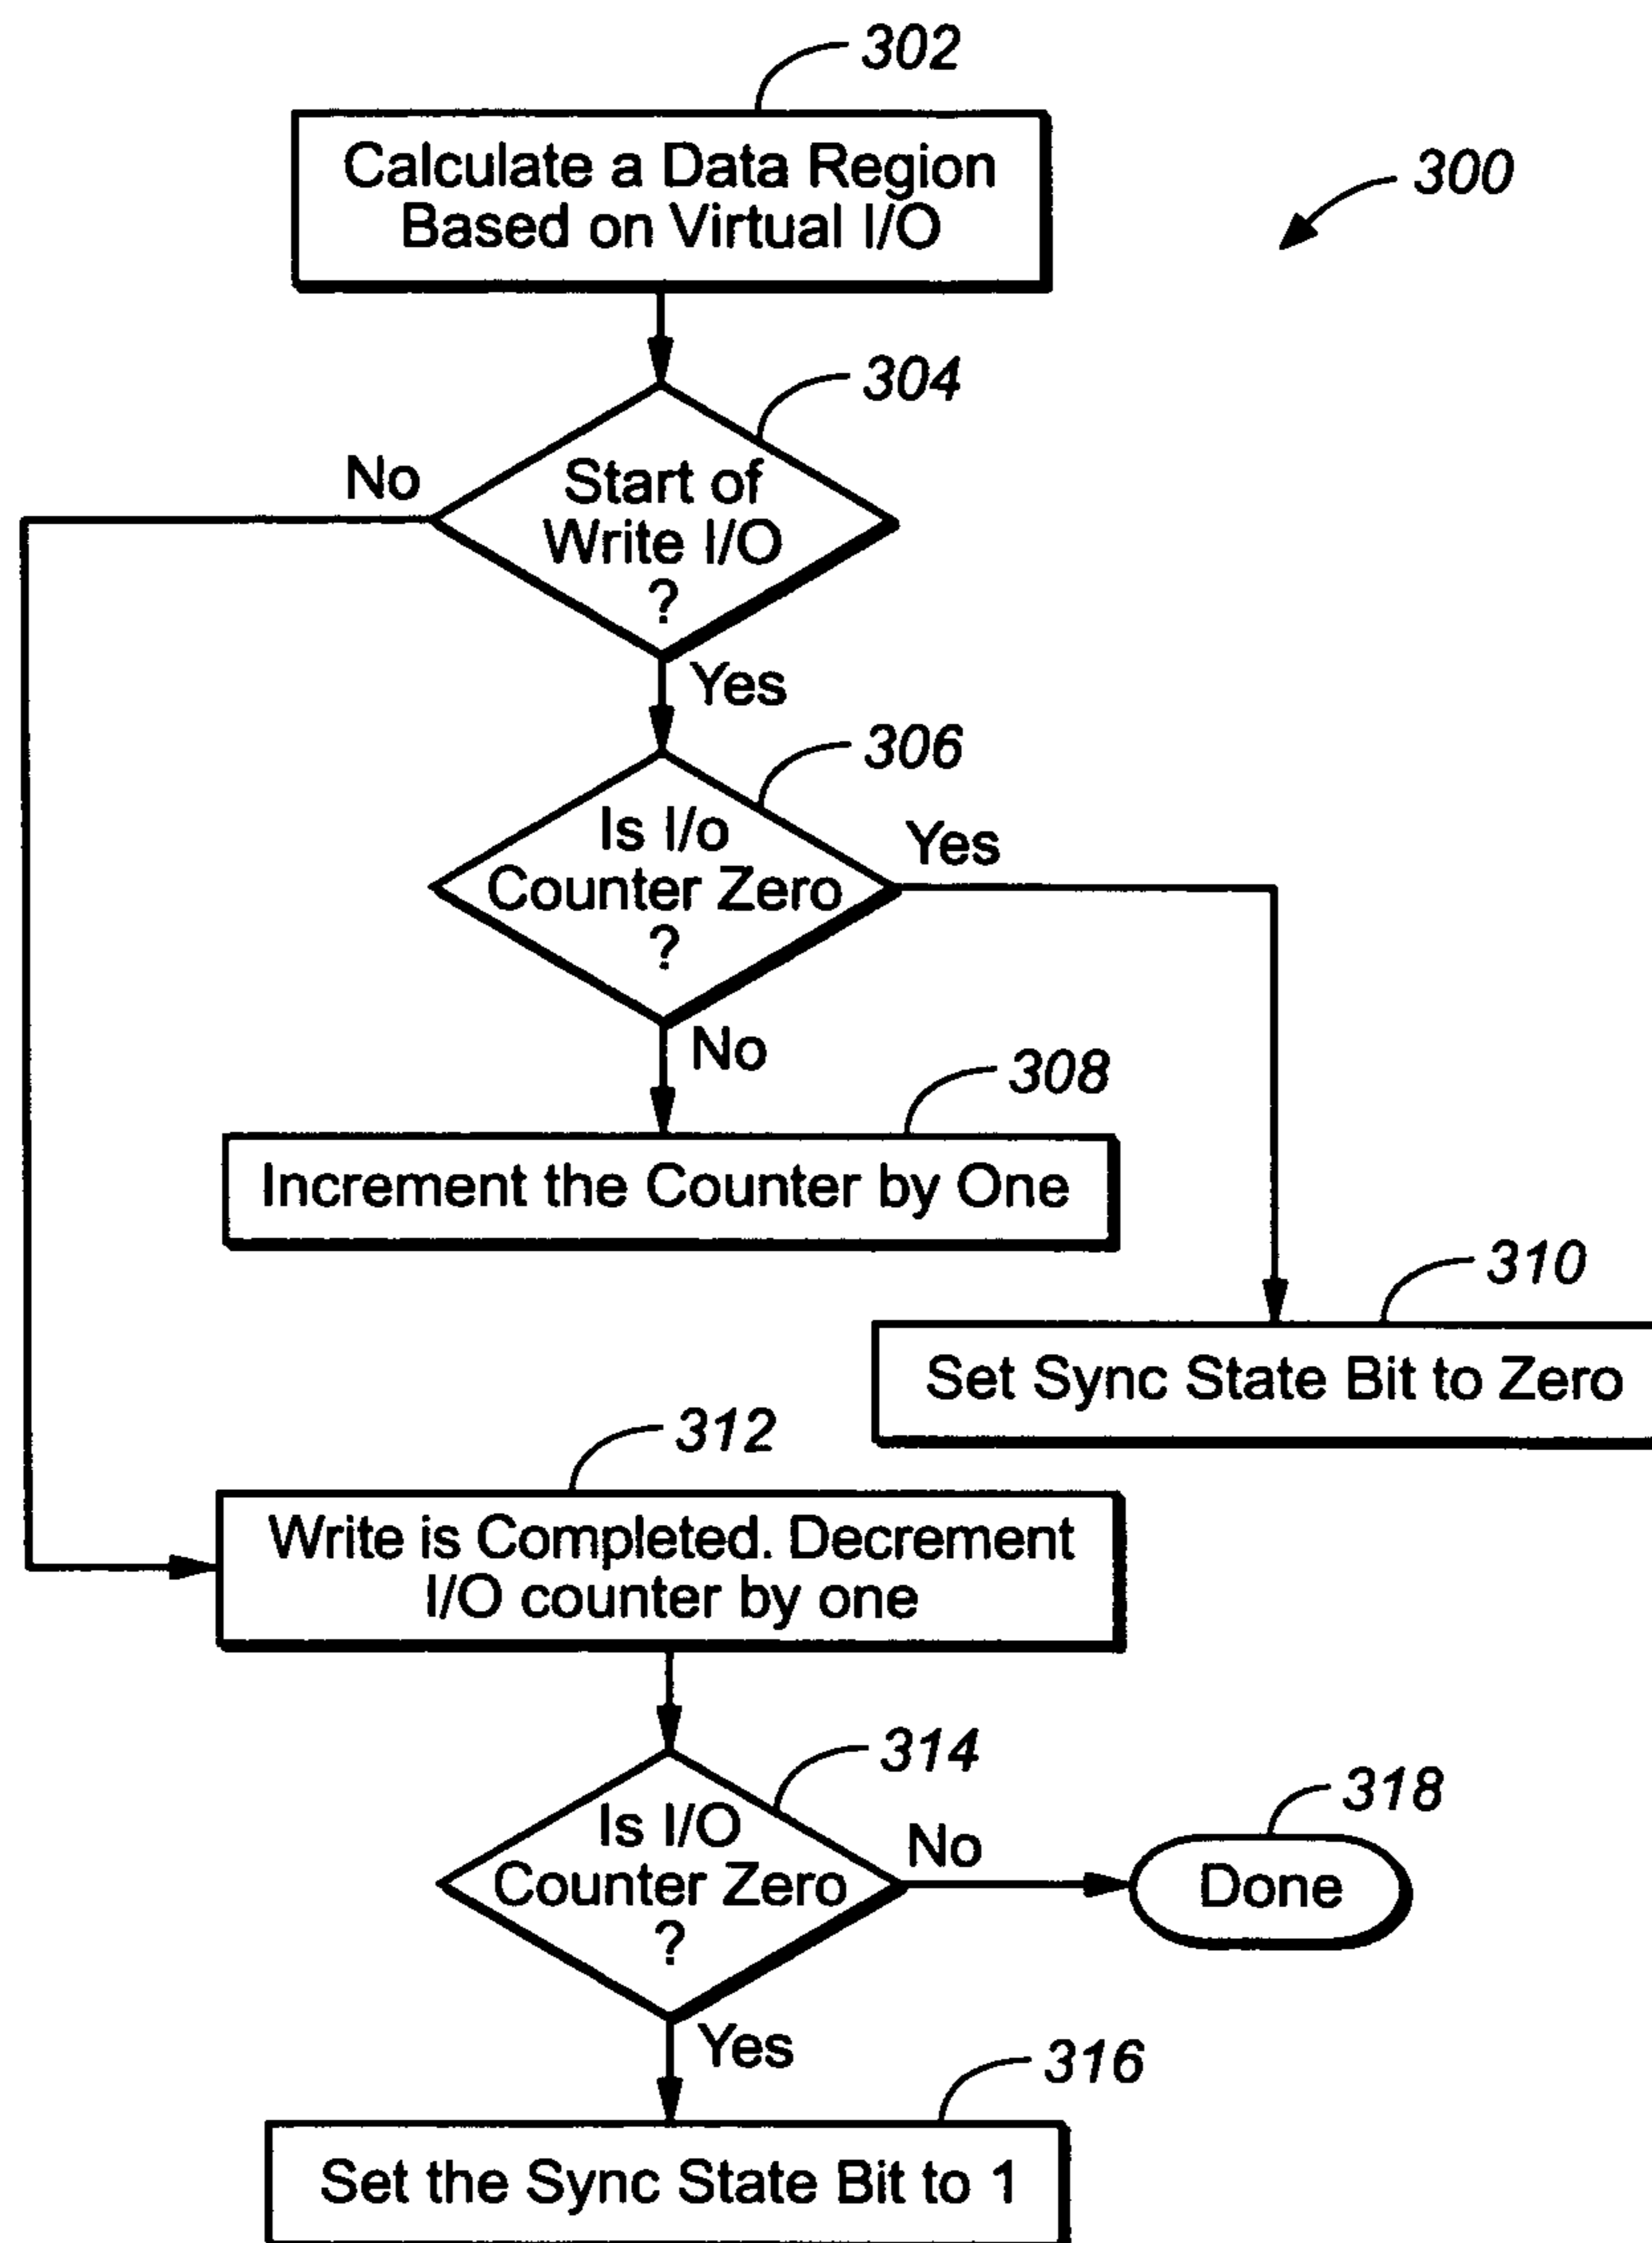 302
Calculate a Data Region
Based on Virtual I/O
300
304
No
Start of
Write I/O
?
Yes
306
Is I/o
Counter Zero
?
Yes
No
308
Increment the Counter by One
310
Set Sync State Bit to Zero
312
Write is Completed. Decrement
I/O counter by one
314
Is I/O
Counter Zero
?
No
318
Done
Yes
316
Set the Sync State Bit to 1